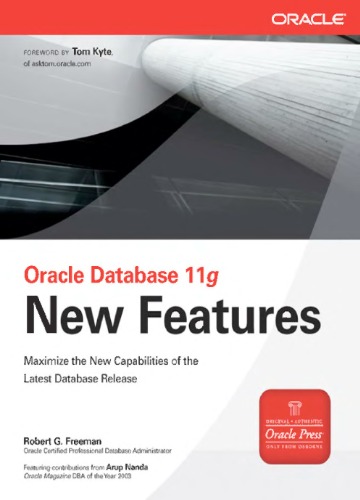 ORACLE
FOREWORD BY Tom Kyte,
of asktom.oracle.com
Oracle Database 11g
New Features
Maximize the New Capabilities of the
Latest Database Release
ORIGINAL • AUTHENTIC
Oracle Press
ONLY FROM OSBORNE
Robert G. Freeman
Oracle Certified Professional Database Administrator
Featuring contributions from Arup Nanda
Oracle Magazine DBA of the Year 2003